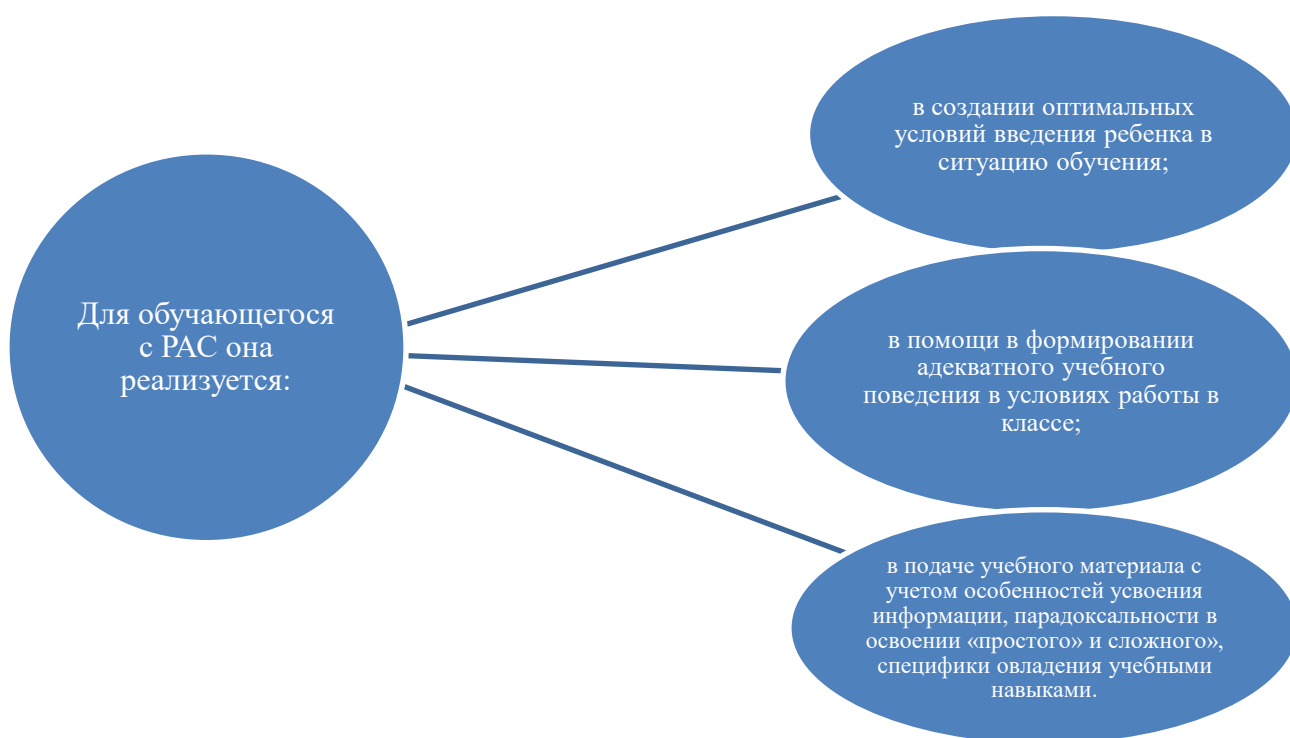 Для обучающегося
с РАС она
реализуется:
в создании оптимальных
условий введения ребенка в
ситуацию обучения;
в помощи в формировании
адекватного учебного
поведения в условиях работы в
классе;
в подаче учебного материала с
учетом особенностей усвоения
информации, парадоксальности в
освоении «простого» и сложного»,
специфики овладения учебными
навыками.